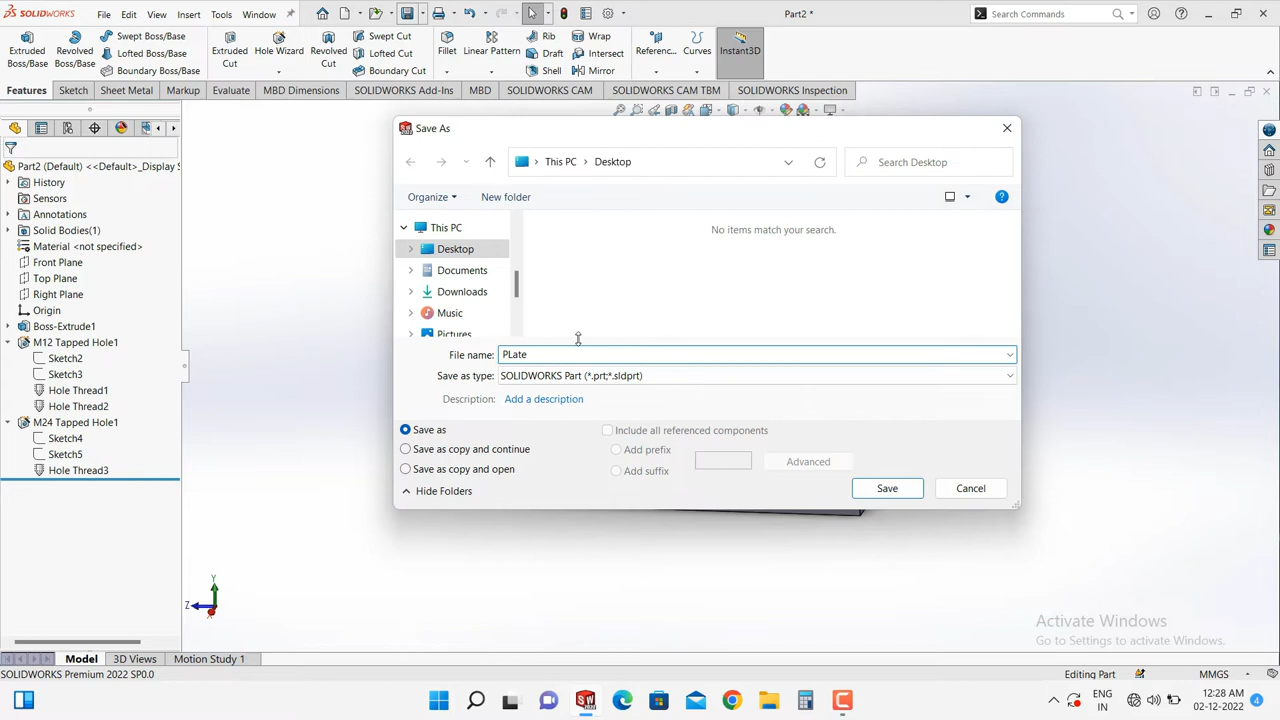 SOLIDWORKS File Edit View Insert Tools Window Part2 * Search Commands
Extruded Boss/Base Revolved Boss/Base Swept Boss/Base Lofted Boss/Base Boundary Boss/Base Extruded Cut Hole Wizard Revolved Cut Swept Cut Lofted Cut Boundary Cut Fillet Linear Pattern Rib Draft Shell Wrap Intersect Mirror Referenc... Curves Instant3D
Features Sketch Sheet Metal Markup Evaluate MBD Dimensions SOLIDWORKS Add-Ins MBD SOLIDWORKS CAM SOLIDWORKS CAM TBM SOLIDWORKS Inspection
Part2 (Default) <<Default>_Display S
History
Sensors
Annotations
Solid Bodies(1)
Material <not specified>
Front Plane
Top Plane
Right Plane
Origin
Boss-Extrude1
M12 Tapped Hole1
Sketch2
Sketch3
Hole Thread1
Hole Thread2
M24 Tapped Hole1
Sketch4
Sketch5
Hole Thread3
Save As
This PC > Desktop
Search Desktop
Organize
New folder
This PC
Desktop
Documents
Downloads
Music
Pictures
No items match your search.
File name: PLate
Save as type: SOLIDWORKS Part (*.prt;*.sldprt)
Description: Add a description
Save as
Save as copy and continue
Save as copy and open
Include all referenced components
Add prefix
Add suffix
Advanced
Hide Folders
Save
Cancel
Y
Z
X
Activate Windows
Go to Settings to activate Windows.
Model 3D Views Motion Study 1
SOLIDWORKS Premium 2022 SP0.0
Editing Part
MMGS
ENG
IN
12:28 AM
02-12-2022
4